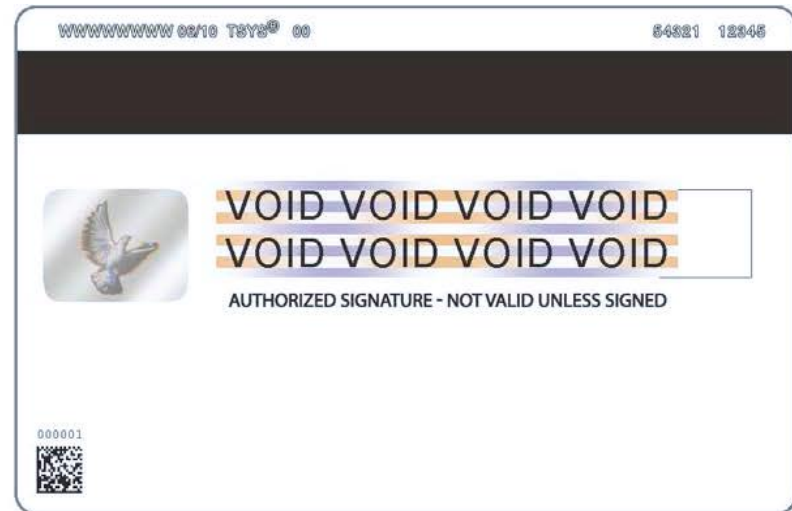 WWWWWWWW 08/10 TSYS® 00 54321 12345
VOID VOID VOID VOID
VOID VOID VOID VOID
AUTHORIZED SIGNATURE - NOT VALID UNLESS SIGNED
000001